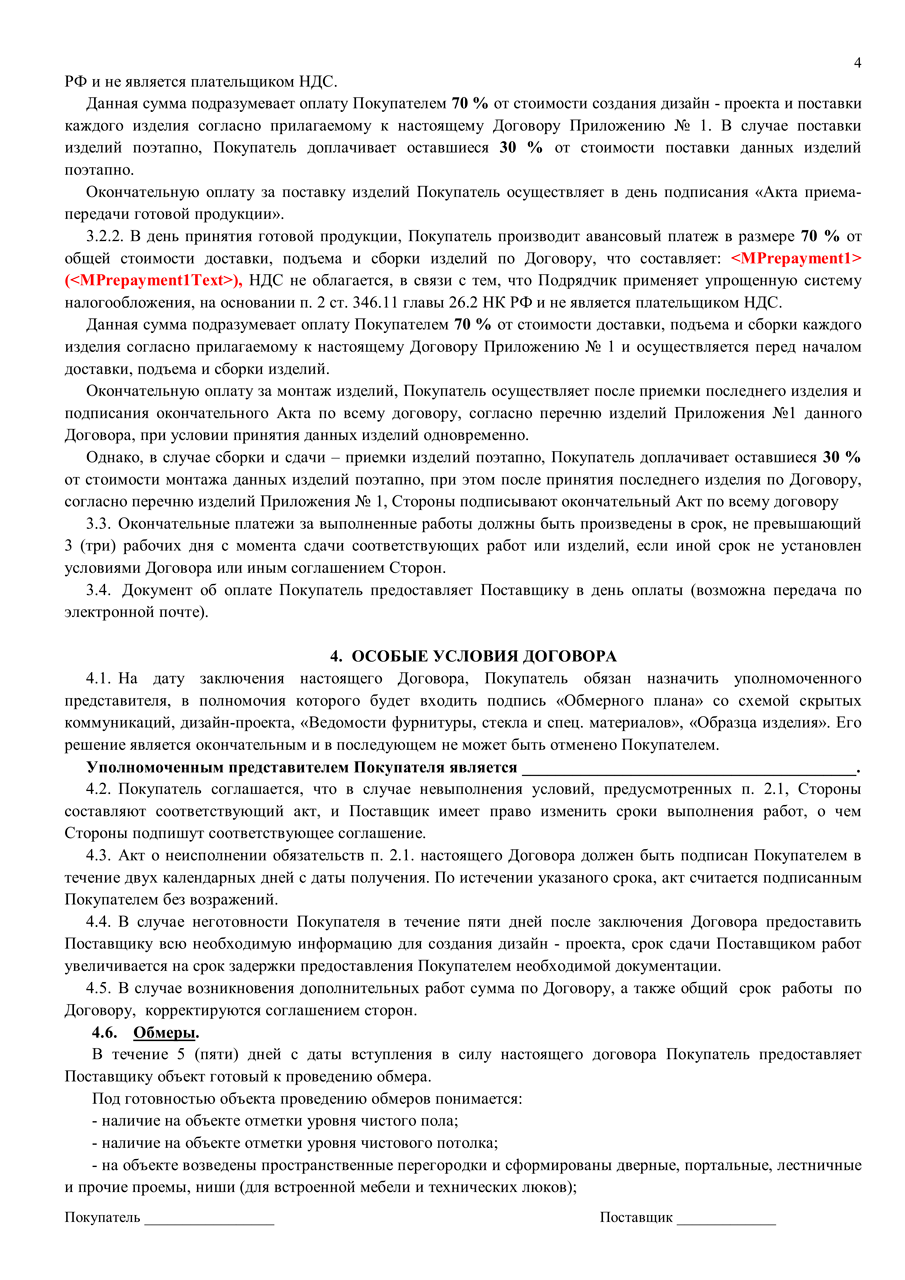 4
РФ и не является плательщиком НДС.
Данная сумма подразумевает оплату Покупателем 70 % от стоимости создания дизайн - проекта и поставки
каждого изделия согласно прилагаемому к настоящему Договору Приложению № 1. В случае поставки
изделий поэтапно, Покупатель доплачивает оставшиеся 30 % от стоимости поставки данных изделий
поэтапно.
Окончательную оплату за поставку изделий Покупатель осуществляет в день подписания «Акта приема-
передачи готовой продукции».
3.2.2. В день принятия готовой продукции, Покупатель производит авансовый платеж в размере 70 % от
общей стоимости доставки, подъема и сборки изделий по Договору, что составляет: <MPrepayment1>
(<MPrepayment1Text>), НДС не облагается, в связи с тем, что Подрядчик применяет упрощенную систему
налогообложения, на основании п. 2 ст. 346.11 главы 26.2 НК РФ и не является плательщиком НДС.
Данная сумма подразумевает оплату Покупателем 70 % от стоимости доставки, подъема и сборки каждого
изделия согласно прилагаемому к настоящему Договору Приложению № 1 и осуществляется перед началом
доставки, подъема и сборки изделий.
Окончательную оплату за монтаж изделий, Покупатель осуществляет после приемки последнего изделия и
подписания окончательного Акта по всему договору, согласно перечню изделий Приложения №1 данного
Договора, при условии принятия данных изделий одновременно.
Однако, в случае сборки и сдачи – приемки изделий поэтапно, Покупатель доплачивает оставшиеся 30 %
от стоимости монтажа данных изделий поэтапно, при этом после принятия последнего изделия по Договору,
согласно перечню изделий Приложения № 1, Стороны подписывают окончательный Акт по всему договору
3.3. Окончательные платежи за выполненные работы должны быть произведены в срок, не превышающий
3 (три) рабочих дня с момента сдачи соответствующих работ или изделий, если иной срок не установлен
условиями Договора или иным соглашением Сторон.
3.4. Документ об оплате Покупатель предоставляет Поставщику в день оплаты (возможна передача по
электронной почте).
4. ОСОБЫЕ УСЛОВИЯ ДОГОВОРА
4.1. На дату заключения настоящего Договора, Покупатель обязан назначить уполномоченного
представителя, в полномочия которого будет входить подпись «Обмерного плана» со схемой скрытых
коммуникаций, дизайн-проекта, «Ведомости фурнитуры, стекла и спец. материалов», «Образца изделия». Его
решение является окончательным и в последующем не может быть отменено Покупателем.
Уполномоченным представителем Покупателя является ________________________________________.
4.2. Покупатель соглашается, что в случае невыполнения условий, предусмотренных п. 2.1, Стороны
составляют соответствующий акт, и Поставщик имеет право изменить сроки выполнения работ, о чем
Стороны подпишут соответствующее соглашение.
4.3. Акт о неисполнении обязательств п. 2.1. настоящего Договора должен быть подписан Покупателем в
течение двух календарных дней с даты получения. По истечении указаного срока, акт считается подписанным
Покупателем без возражений.
4.4. В случае неготовности Покупателя в течение пяти дней после заключения Договора предоставить
Поставщику всю необходимую информацию для создания дизайн - проекта, срок сдачи Поставщиком работ
увеличивается на срок задержки предоставления Покупателем необходимой документации.
4.5. В случае возникновения дополнительных работ сумма по Договору, а также общий срок работы по
Договору, корректируются соглашением сторон.
4.6. Обмеры.
В течение 5 (пяти) дней с даты вступления в силу настоящего договора Покупатель предоставляет
Поставщику объект готовый к проведению обмера.
Под готовностью объекта проведению обмеров понимается:
- наличие на объекте отметки уровня чистого пола;
- наличие на объекте отметки уровня чистового потолка;
- на объекте возведены пространственные перегородки и сформированы дверные, портальные, лестничные
и прочие проемы, ниши (для встроенной мебели и технических люков);
Покупатель _________________ Поставщик _____________